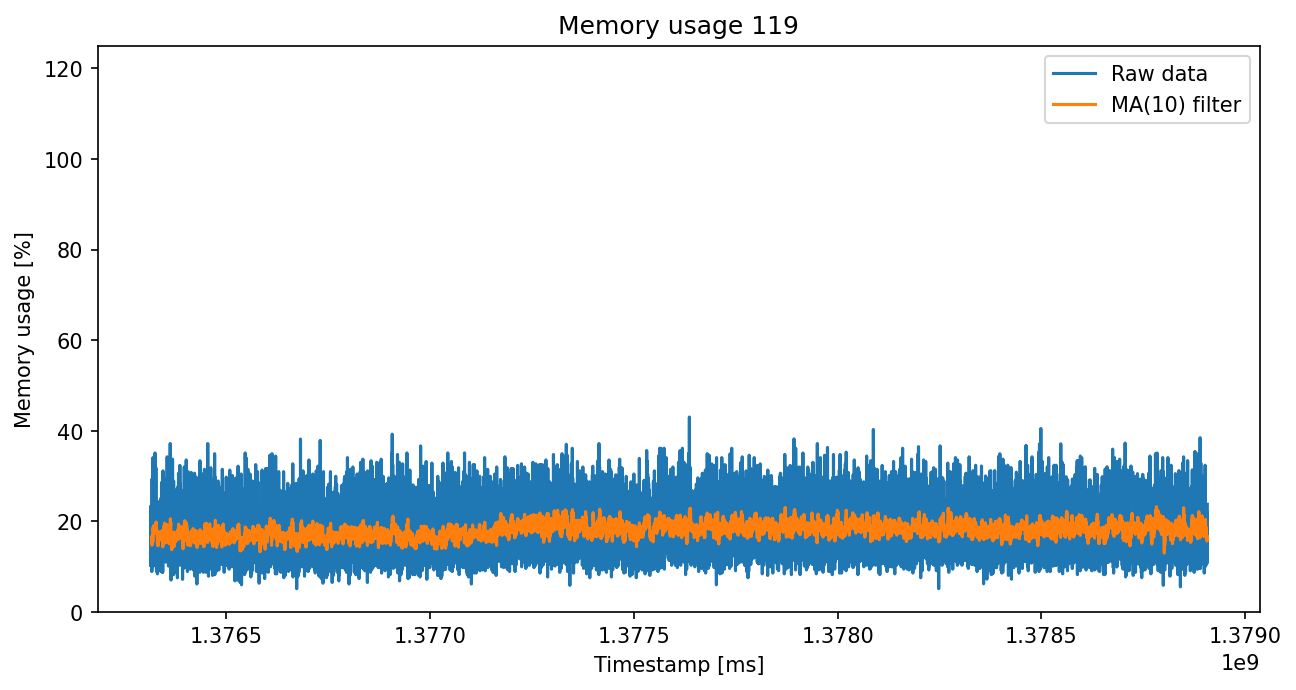 Memory usage 119
Raw data
MA(10) filter
Memory usage [%]
120
100
80
60
40
20
0
1.3765 1.3770 1.3775 1.3780 1.3785 1.3790
1e9
Timestamp [ms]